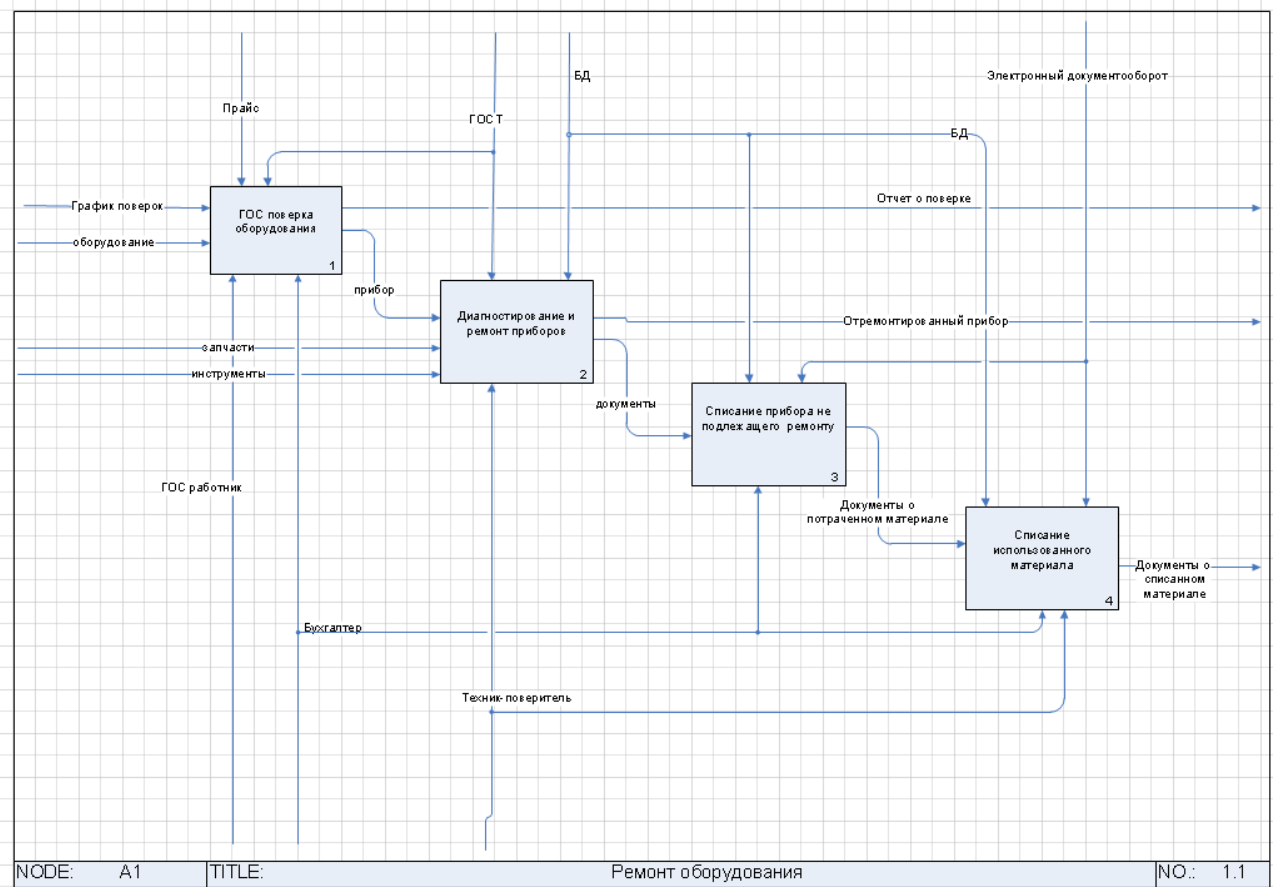 БД
Электронный документооборот
Прайс
ГОСТ
БД
График поверок
ГОС поверка
оборудования
1
Отчет о поверке
оборудование
прибор
Диагностирование и
ремонт приборов
2
Отремонтированный прибор
запчасти
инструменты
документы
Списание прибора не
подлежащего ремонту
3
ГОС работник
Документы о
потраченном материале
Списание
использованного
материала
4
Документы о
списанном
материале
Бухгалтер
Техник-поверитель
NODE: A1 TITLE: Ремонт оборудования NO.: 1.1